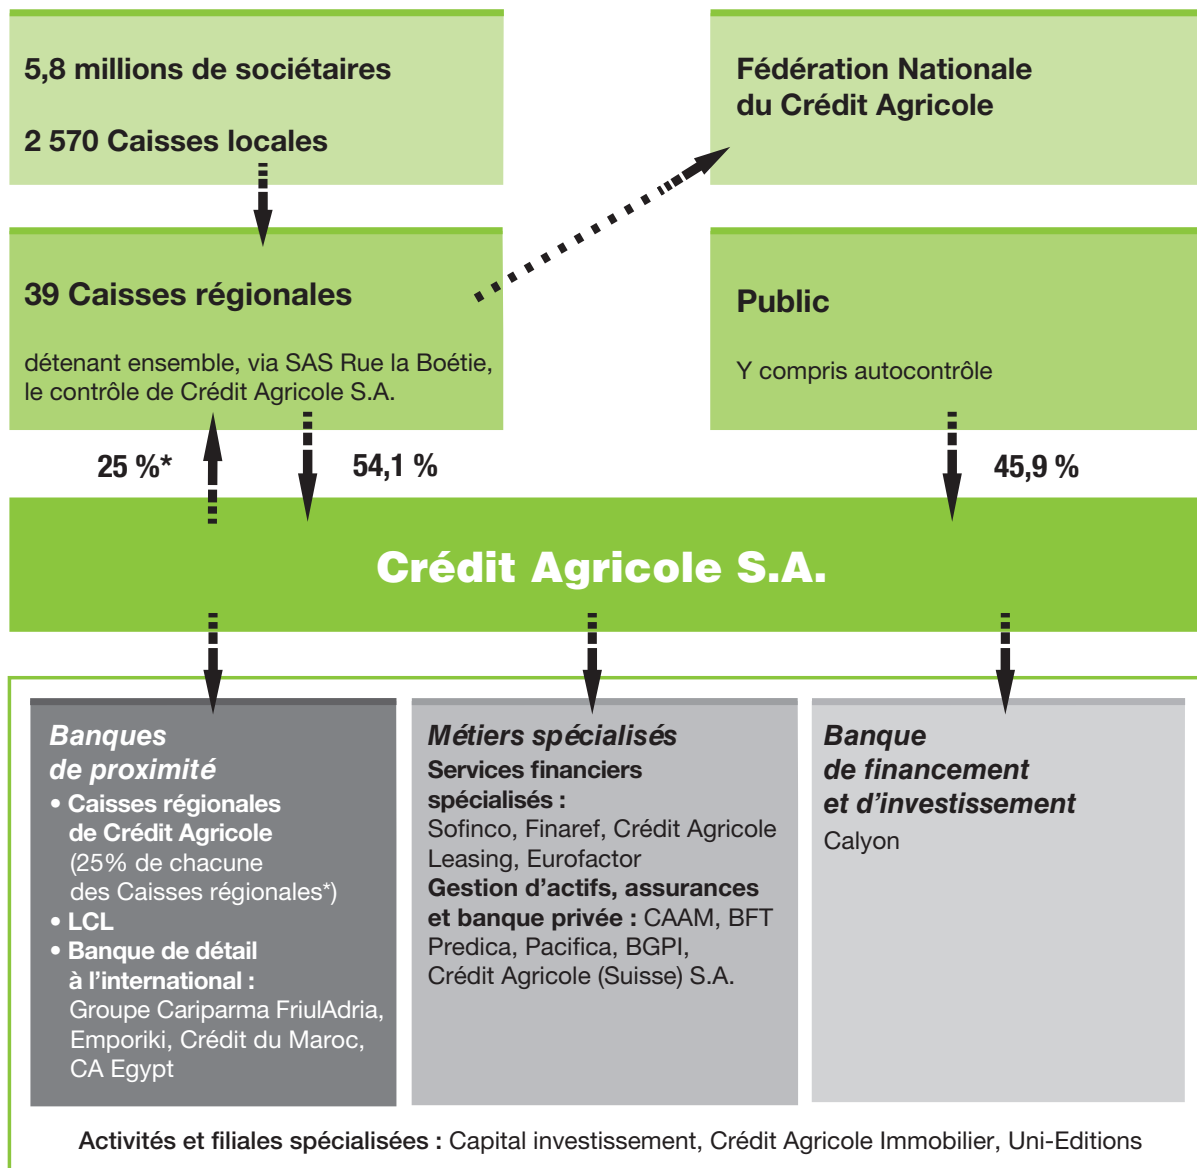 5,8 millions de sociétaires
2 570 Caisses locales
Fédération Nationale
du Crédit Agricole
39 Caisses régionales
détenant ensemble, via SAS Rue la Boétie,
le contrôle de Crédit Agricole S.A.
Public
Y compris autocontrôle
25 %*
54,1 %
45,9 %
Crédit Agricole S.A.
Banques
de proximité
• Caisses régionales
de Crédit Agricole
(25% de chacune
des Caisses régionales*)
• LCL
• Banque de détail
à l’international :
Groupe Cariparma FriulAdria,
Emporiki, Crédit du Maroc,
CA Egypt
Métiers spécialisés
Services financiers
spécialisés :
Sofinco, Finaref, Crédit Agricole
Leasing, Eurofactor
Gestion d’actifs, assurances
et banque privée : CAAM, BFT
Predica, Pacifica, BGPI,
Crédit Agricole (Suisse) S.A.
Banque
de financement
et d’investissement
Calyon
Activités et filiales spécialisées : Capital investissement, Crédit Agricole Immobilier, Uni-Editions